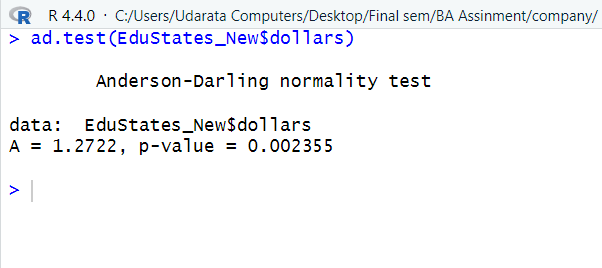 R R 4.4.0 · C:/Users/Udarata Computers/Desktop/Final sem/BA Assinment/company/
> ad.test(EduStates_New$dollars)
Anderson-Darling normality test
data:  EduStates_New$dollars
A = 1.2722, p-value = 0.002355
>